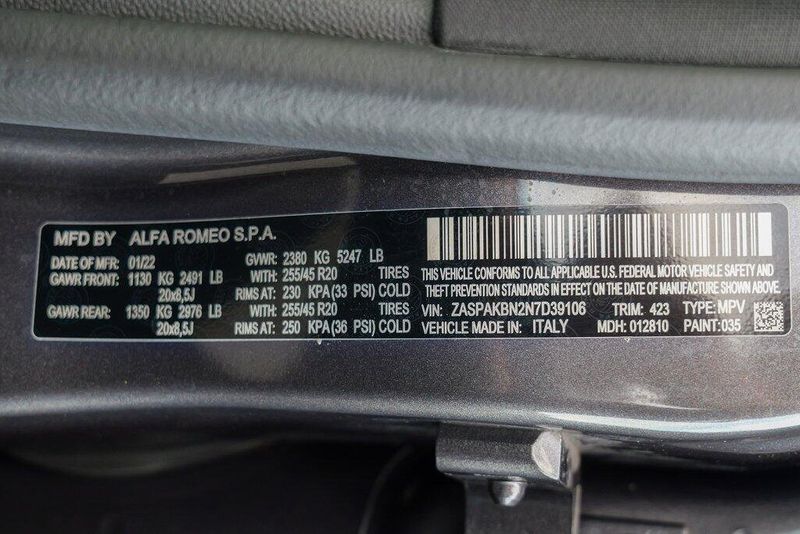 MFD BY ALFA ROMEO S.P.A.
DATE OF MFR: 01/22 GVWR: 2380 KG 5247 LB
GAWR FRONT: 1130 KG 2491 LB WITH: 255/45 R20 TIRES
20x8,5J RIMS AT: 230 KPA (33 PSI) COLD
GAWR REAR: 1350 KG 2976 LB WITH: 255/45 R20 TIRES
20x8,5J RIMS AT: 250 KPA (36 PSI) COLD
THIS VEHICLE CONFORMS TO ALL APPLICABLE U.S. FEDERAL MOTOR VEHICLE SAFETY AND
THEFT PREVENTION STANDARDS IN EFFECT ON THE DATE OF MANUFACTURE SHOWN ABOVE.
VIN: ZASPAKBN2N7D39106 TRIM: 423 TYPE: MPV
VEHICLE MADE IN: ITALY MDH: 012810 PAINT: 035